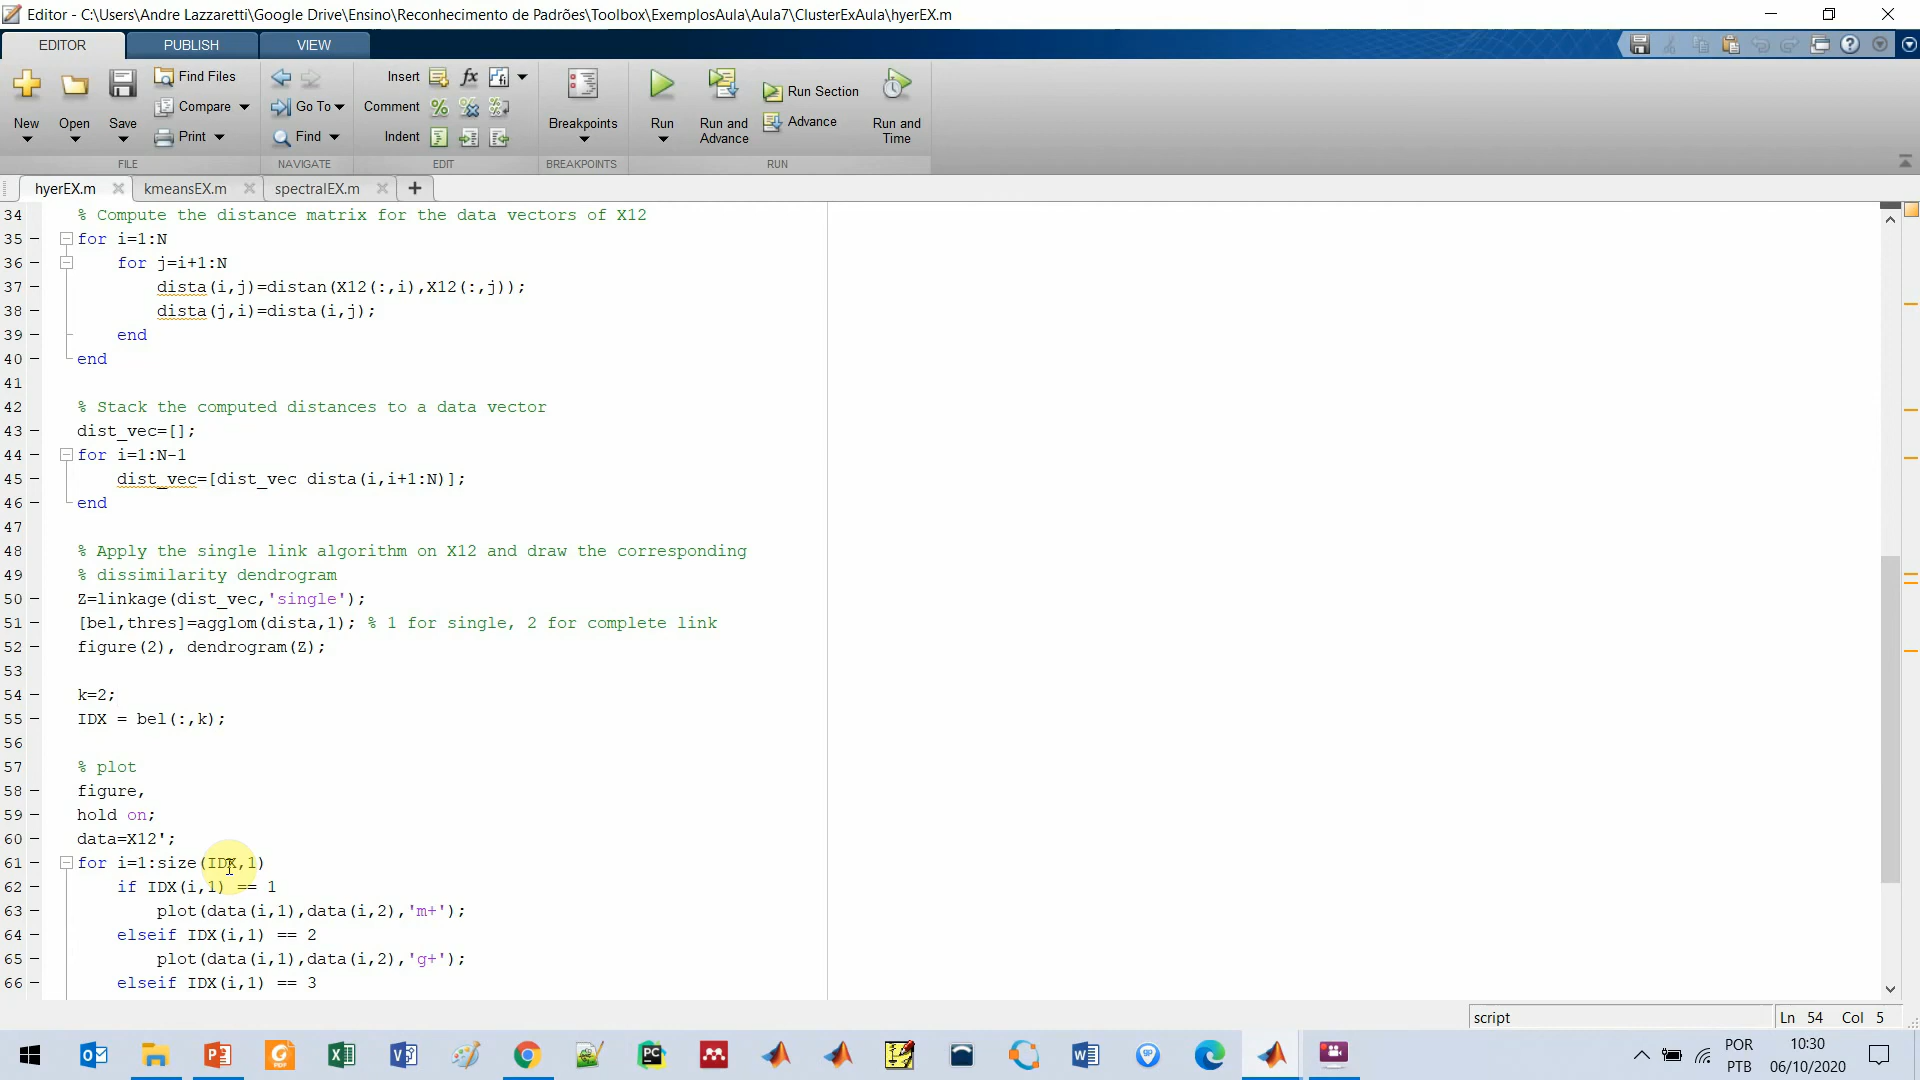 Editor - C:\Users\Andre Lazzaretti\Google Drive\Ensino\Reconhecimento de Padrões\Toolbox\ExemplosAula\Aula7\ClusterExAula\hyerEX.m
EDITOR PUBLISH VIEW
New Open Save Find Files Compare Print
FILE
Go To Find
NAVIGATE
Insert fx
Comment
Indent
EDIT
Breakpoints
BREAKPOINTS
Run Run and Advance Run Section Advance Run and Time
RUN
hyerEX.m kmeansEX.m spectralEX.m +
34 % Compute the distance matrix for the data vectors of X12
35 – for i=1:N
36 – for j=i+1:N
37 – dista(i,j)=distan(X12(:,i),X12(:,j));
38 – dista(j,i)=dista(i,j);
39 – end
40 – end
41
42 % Stack the computed distances to a data vector
43 – dist_vec=[];
44 – for i=1:N-1
45 – dist_vec=[dist_vec dista(i,i+1:N)];
46 – end
47
48 % Apply the single link algorithm on X12 and draw the corresponding
49 % dissimilarity dendrogram
50 – Z=linkage(dist_vec,'single');
51 – [bel,thres]=agglom(dista,1); % 1 for single, 2 for complete link
52 – figure(2), dendrogram(Z);
53
54 – k=2;
55 – IDX = bel(:,k);
56
57 % plot
58 – figure,
59 – hold on;
60 – data=X12';
61 – for i=1:size(IDX,1)
62 – if IDX(i,1) == 1
63 – plot(data(i,1),data(i,2),'m+');
64 – elseif IDX(i,1) == 2
65 – plot(data(i,1),data(i,2),'g+');
66 – elseif IDX(i,1) == 3
script Ln 54 Col 5
POR 10:30
PTB 06/10/2020